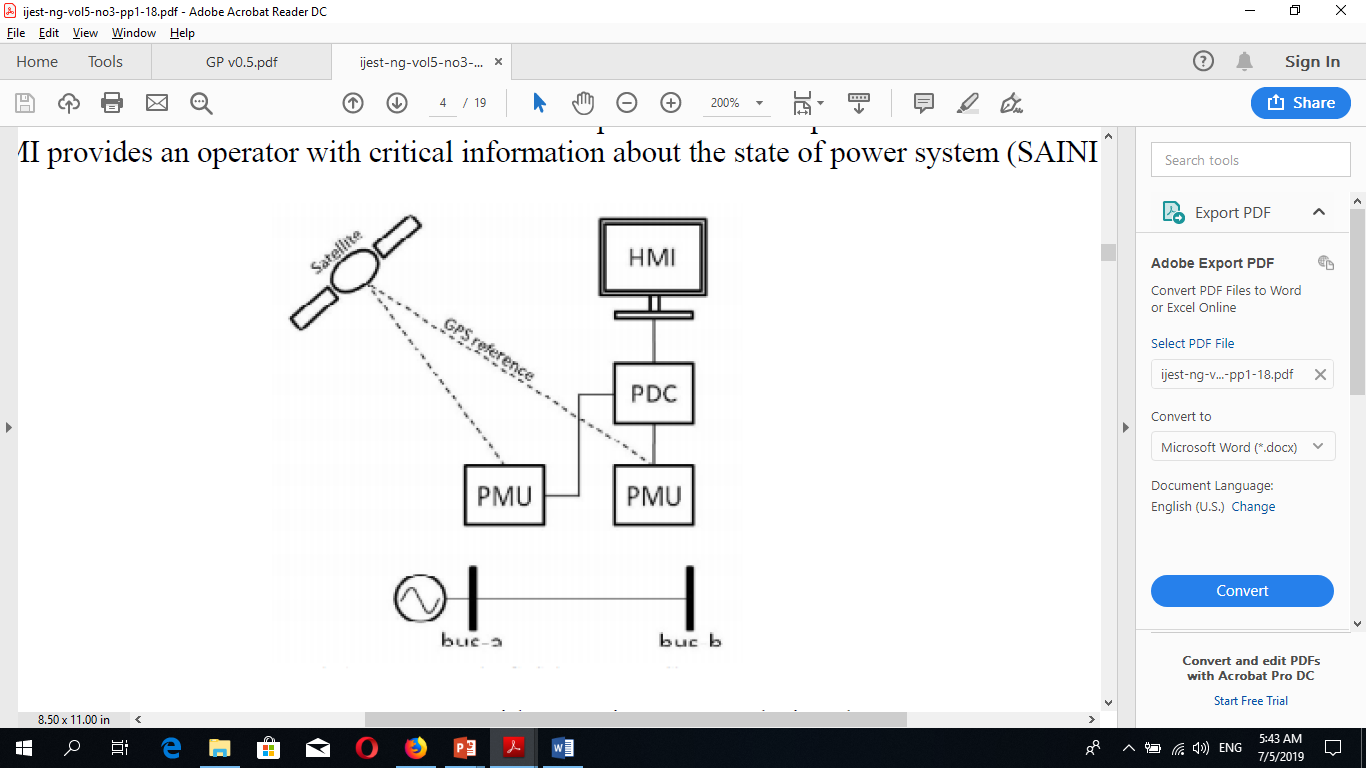 ijest-ng-vol5-no3-pp1-18.pdf - Adobe Acrobat Reader DC
File Edit View Window Help
Home Tools GP v0.5.pdf ijest-ng-vol5-no3-... × Sign In
4 / 19 200% Share
MI provides an operator with critical information about the state of power system (SAINI
Satellite
GPS reference
HMI
PDC
PMU PMU
bus-a bus-b
8.50 x 11.00 in
Search tools
Export PDF
Adobe Export PDF
Convert PDF Files to Word
or Excel Online
Select PDF File
ijest-ng-v...-pp1-18.pdf
Convert to
Microsoft Word (*.docx)
Document Language:
English (U.S.) Change
Convert
Convert and edit PDFs
with Acrobat Pro DC
Start Free Trial
ENG
5:43 AM
7/5/2019